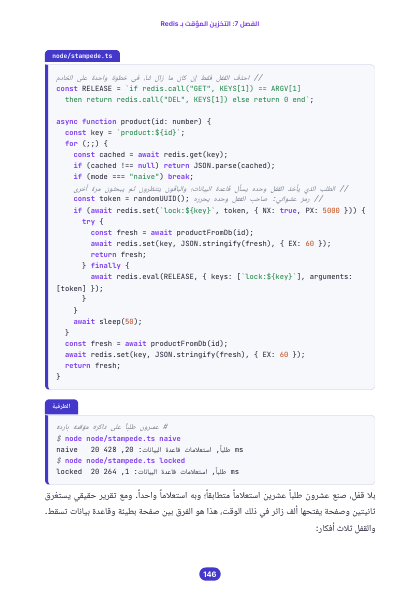 الفصل 7: التخزين المؤقت بـ Redis
node/stampede.ts
// احذف القفل فقط إن كان ما زال لنا، في خطوة واحدة على الخادم
const RELEASE = `if redis.call("GET", KEYS[1]) == ARGV[1]
then return redis.call("DEL", KEYS[1]) else return 0 end`;
async function product(id: number) {
const key = `product:${id}`;
for (;;) {
const cached = await redis.get(key);
if (cached !== null) return JSON.parse(cached);
if (mode === "naive") break;
// الطلب الذي يأخذ القفل وحده يسأل قاعدة البيانات؛ والباقون ينتظرون ثم يبحثون مرة أخرى
const token = randomUUID(); // رمز عشوائي: صاحب القفل وحده يحرره
if (await redis.set(`lock:${key}`, token, { NX: true, PX: 5000 })) {
try {
const fresh = await productFromDb(id);
await redis.set(key, JSON.stringify(fresh), { EX: 60 });
return fresh;
} finally {
await redis.eval(RELEASE, { keys: [`lock:${key}`], arguments:
[token] });
}
}
await sleep(50);
}
const fresh = await productFromDb(id);
await redis.set(key, JSON.stringify(fresh), { EX: 60 });
return fresh;
}
الطرفية
# عشرون طلباً على ذاكرة مؤقتة باردة
$ node node/stampede.ts naive
naive 20 طلباً, استعلامات قاعدة البيانات: 20, 428 ms
$ node node/stampede.ts locked
locked 20 طلباً, استعلامات قاعدة البيانات: 1, 264 ms
بلا قفل، صنع عشرون طلباً عشرين استعلاماً متطابقاً؛ وبه استعلاماً واحداً. ومع تقرير حقيقي يستغرق
ثانيتين وصفحة يفتحها ألف زائر في ذلك الوقت، هذا هو الفرق بين صفحة بطيئة وقاعدة بيانات تسقط.
والقفل ثلاث أفكار:
146